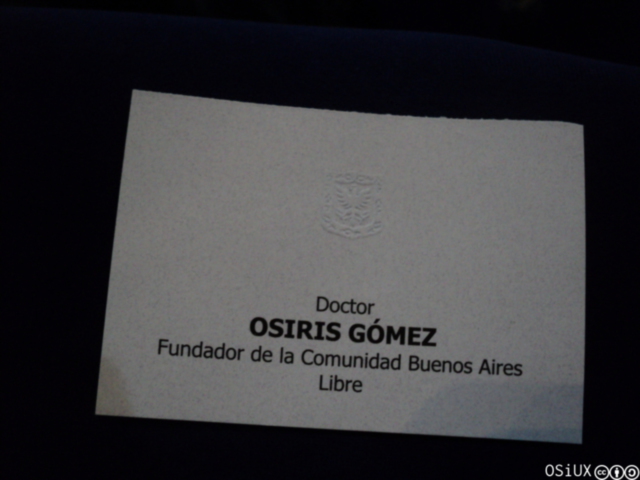 Doctor
OSIRIS GÓMEZ
Fundador de la Comunidad Buenos Aires
Libre
OSiUX